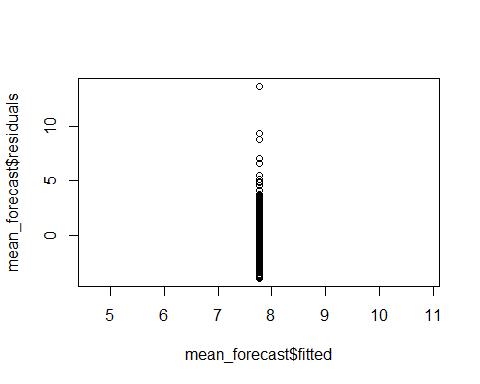 mean_forecast$residuals
10
5
0
5 6 7 8 9 10 11
mean_forecast$fitted